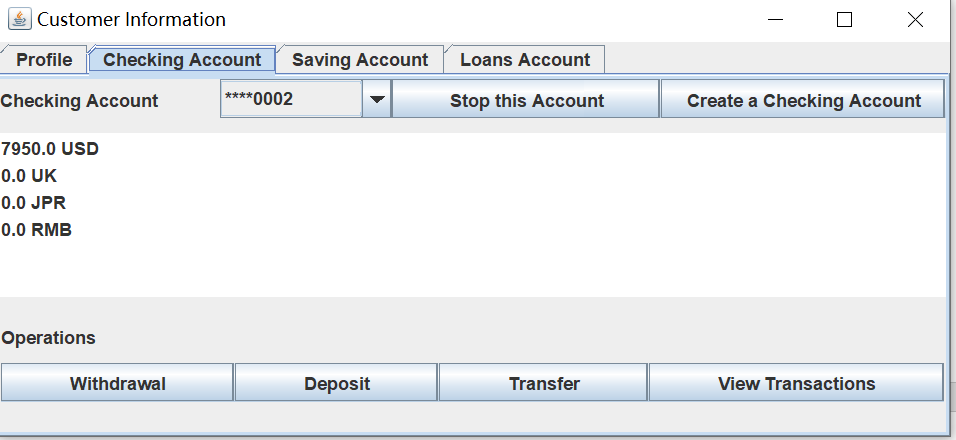 Customer Information
Profile Checking Account Saving Account Loans Account
Checking Account ****0002 Stop this Account Create a Checking Account
7950.0 USD
0.0 UK
0.0 JPR
0.0 RMB
Operations
Withdrawal Deposit Transfer View Transactions